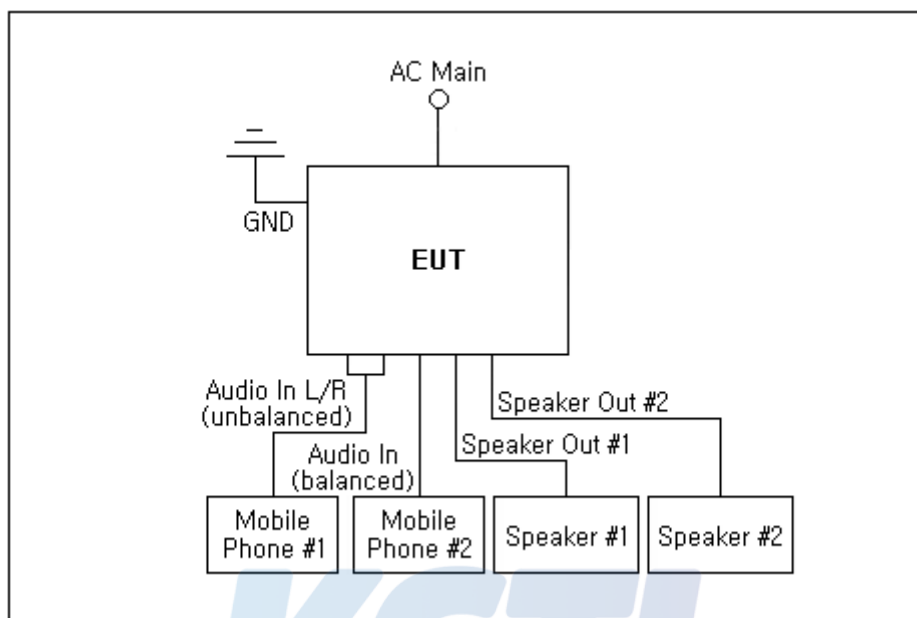 AC Main
GND
EUT
Audio In L/R
(unbalanced)
Speaker Out #2
Speaker Out #1
Audio In
(balanced)
Mobile
Phone #1
Mobile
Phone #2
Speaker #1
Speaker #2